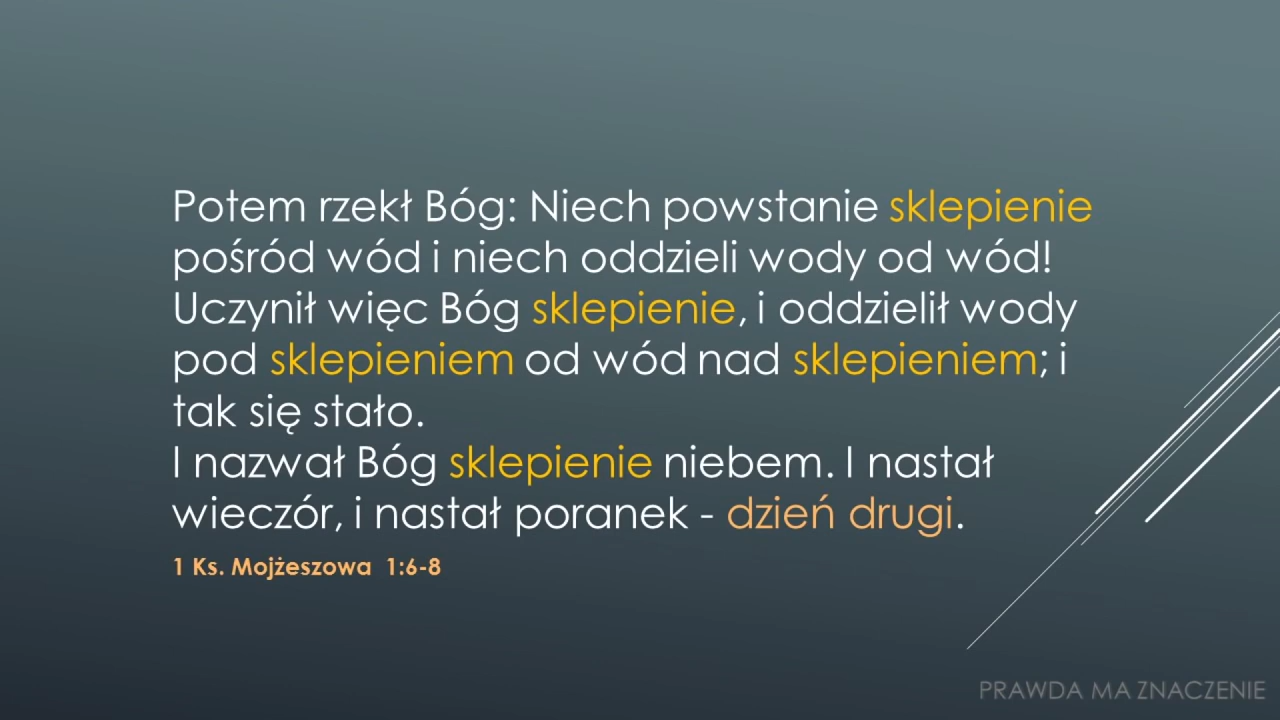 Potem rzekł Bóg: Niech powstanie sklepienie
pośród wód i niech oddzieli wody od wód!
Uczynił więc Bóg sklepienie, i oddzielił wody
pod sklepieniem od wód nad sklepieniem; i
tak się stało.
I nazwał Bóg sklepienie niebem. I nastał
wieczór, i nastał poranek - dzień drugi.
1 Ks. Mojżeszowa 1:6-8
PRAWDA MA ZNACZENIE